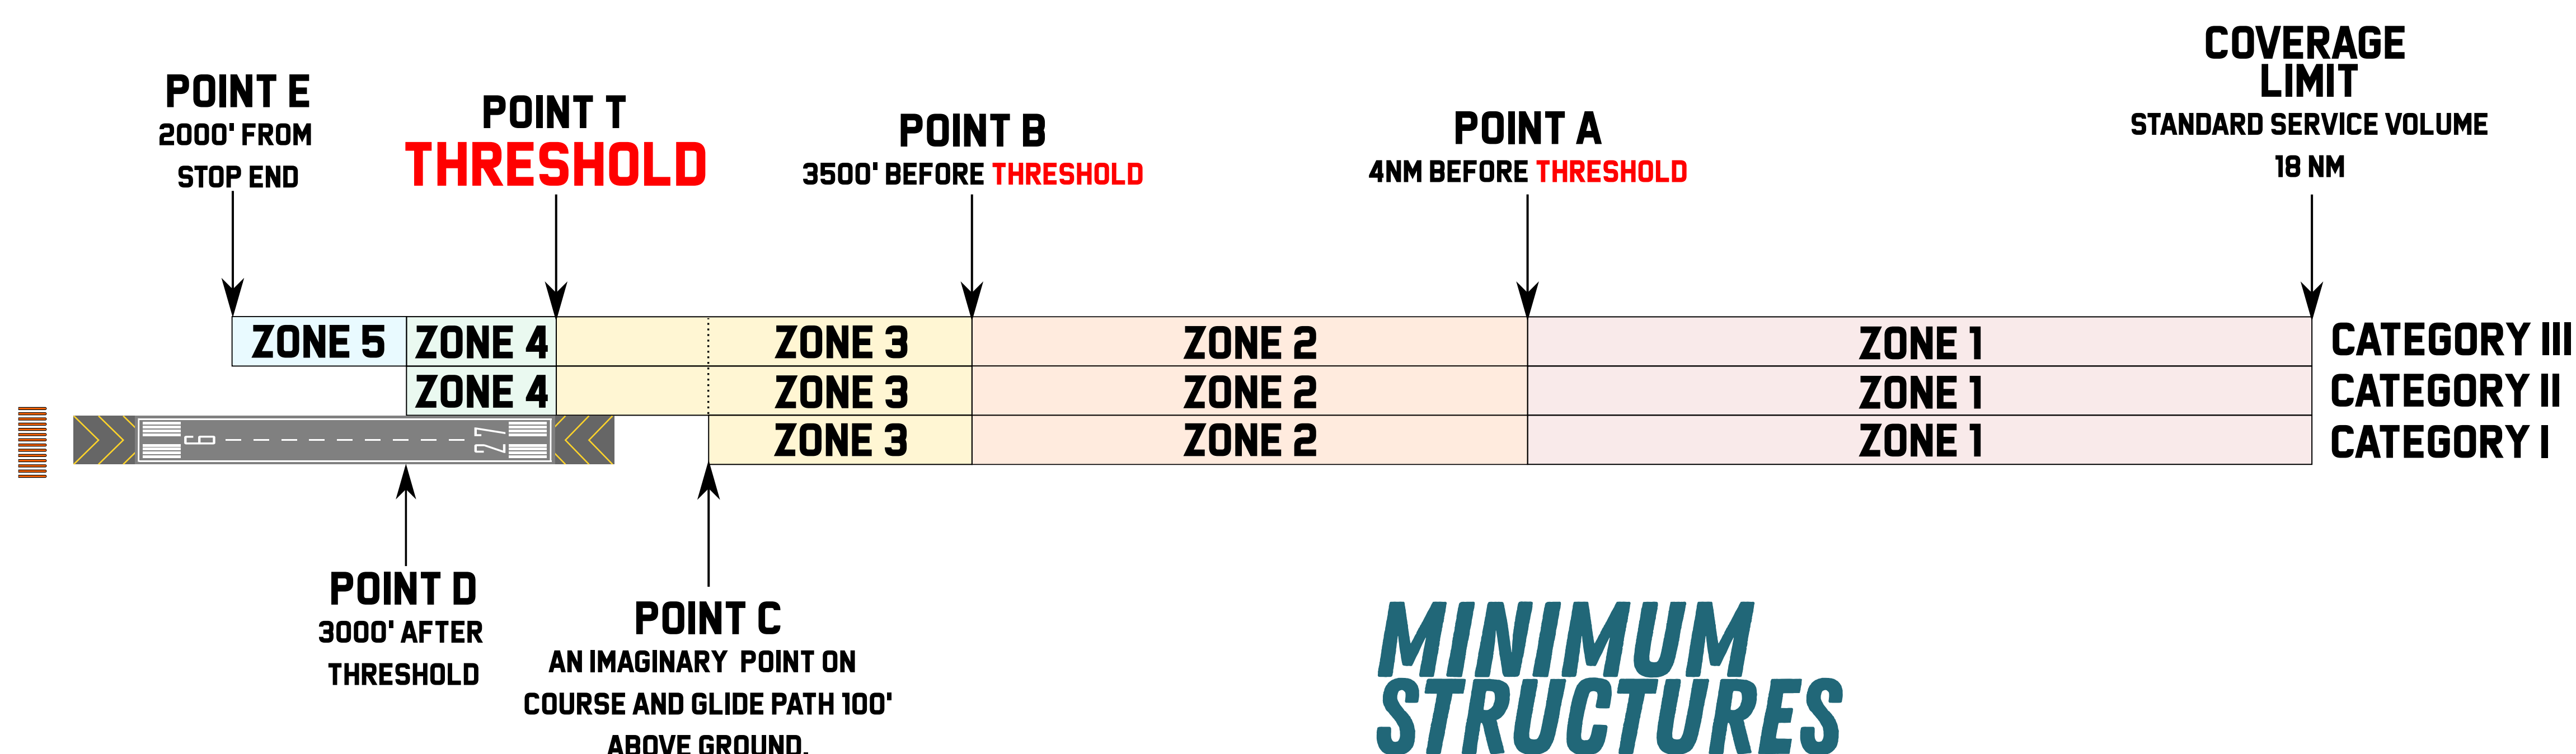 COVERAGE
LIMIT
STANDARD SERVICE VOLUME
18 NM
POINT E
2000' FROM
STOP END
POINT T
THRESHOLD
POINT B
3500' BEFORE THRESHOLD
POINT A
4NM BEFORE THRESHOLD
ZONE 5 ZONE 4 ZONE 3 ZONE 2 ZONE 1 CATEGORY III
ZONE 4 ZONE 3 ZONE 2 ZONE 1 CATEGORY II
9 27 ZONE 3 ZONE 2 ZONE 1 CATEGORY I
POINT D
3000' AFTER
THRESHOLD
POINT C
AN IMAGINARY POINT ON
COURSE AND GLIDE PATH 100'
ABOVE GROUND.
MINIMUM
STRUCTURES